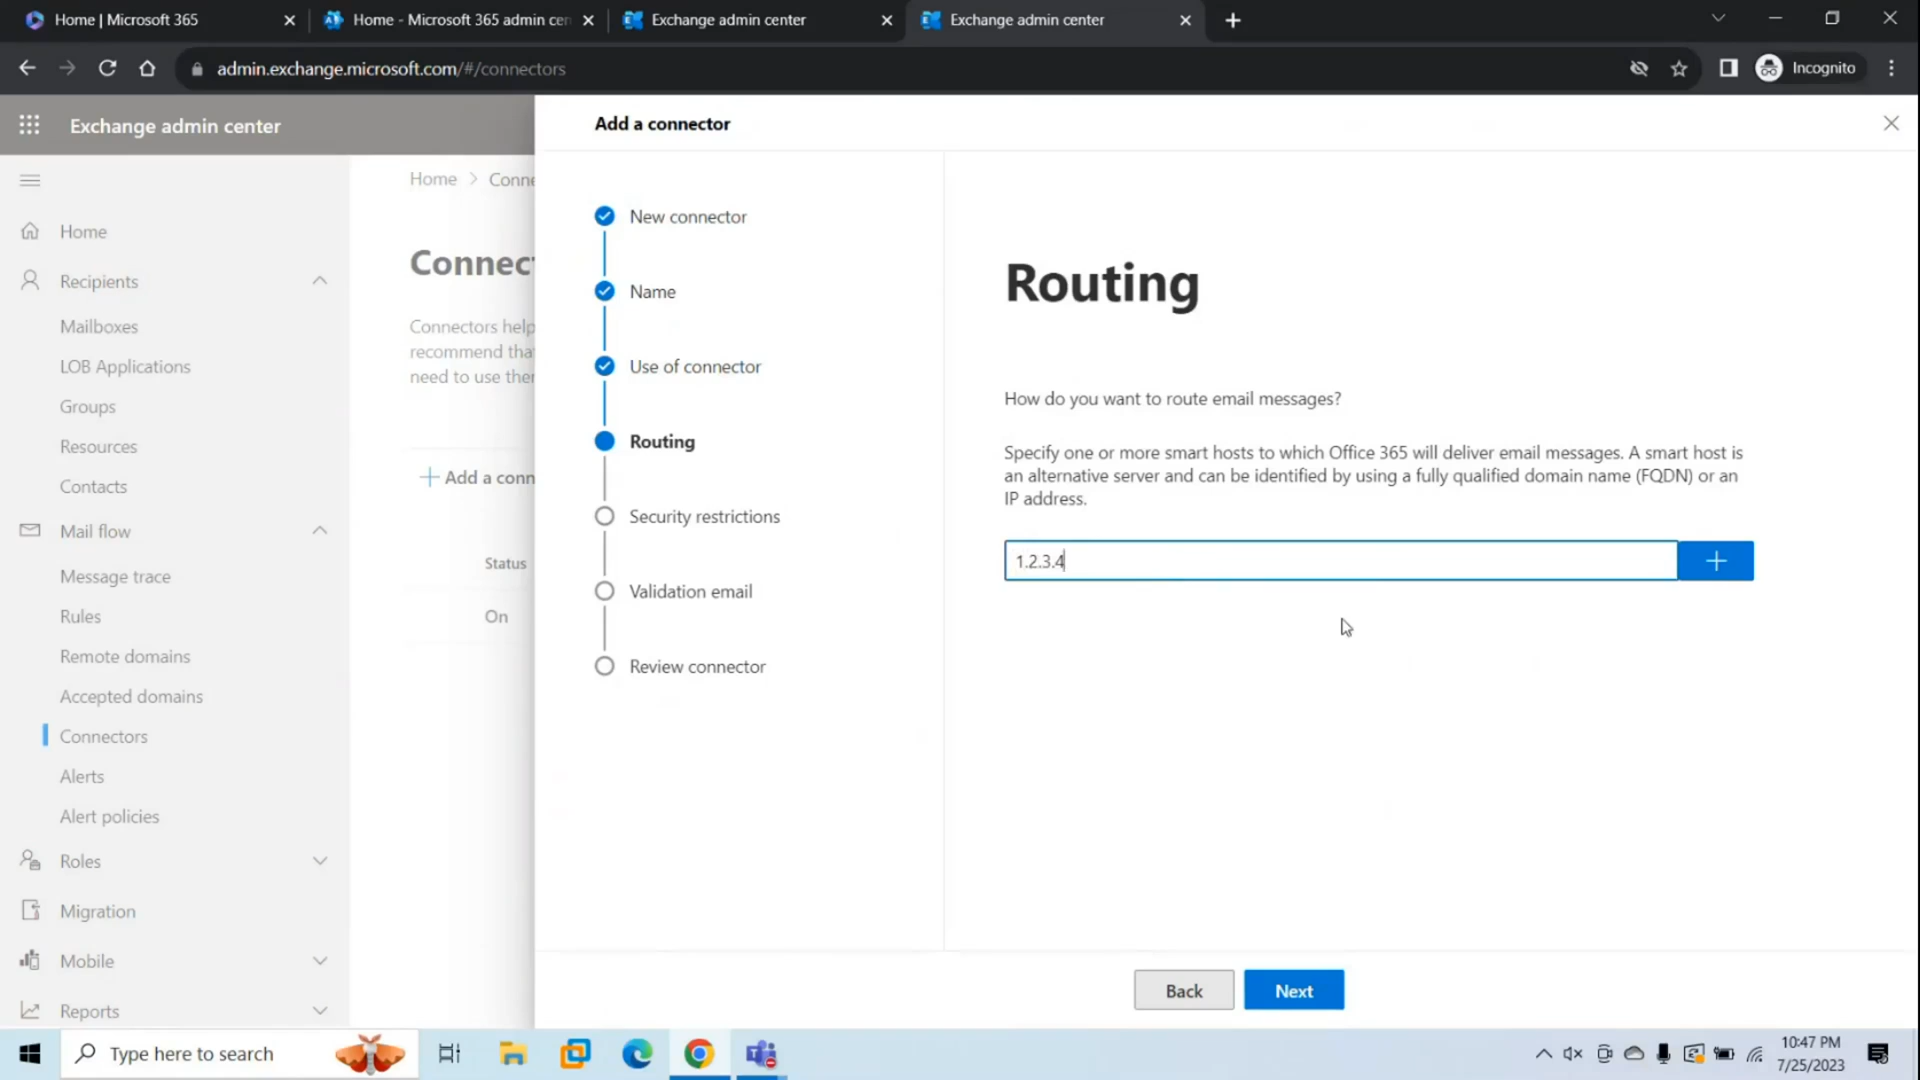 Home | Microsoft 365
Home - Microsoft 365 admin cen
Exchange admin center
Exchange admin center
admin.exchange.microsoft.com/#/connectors
Incognito
Exchange admin center
Home
Recipients
Mailboxes
LOB Applications
Groups
Resources
Contacts
Mail flow
Message trace
Rules
Remote domains
Accepted domains
Connectors
Alerts
Alert policies
Roles
Migration
Mobile
Reports
Home > Conne
Connect
Connectors help
recommend that
need to use ther
Add a conn
Status
On
Add a connector
New connector
Name
Use of connector
Routing
Security restrictions
Validation email
Review connector
Routing
How do you want to route email messages?
Specify one or more smart hosts to which Office 365 will deliver email messages. A smart host is
an alternative server and can be identified by using a fully qualified domain name (FQDN) or an
IP address.
1.2.3.4
Back
Next
Type here to search
10:47 PM
7/25/2023